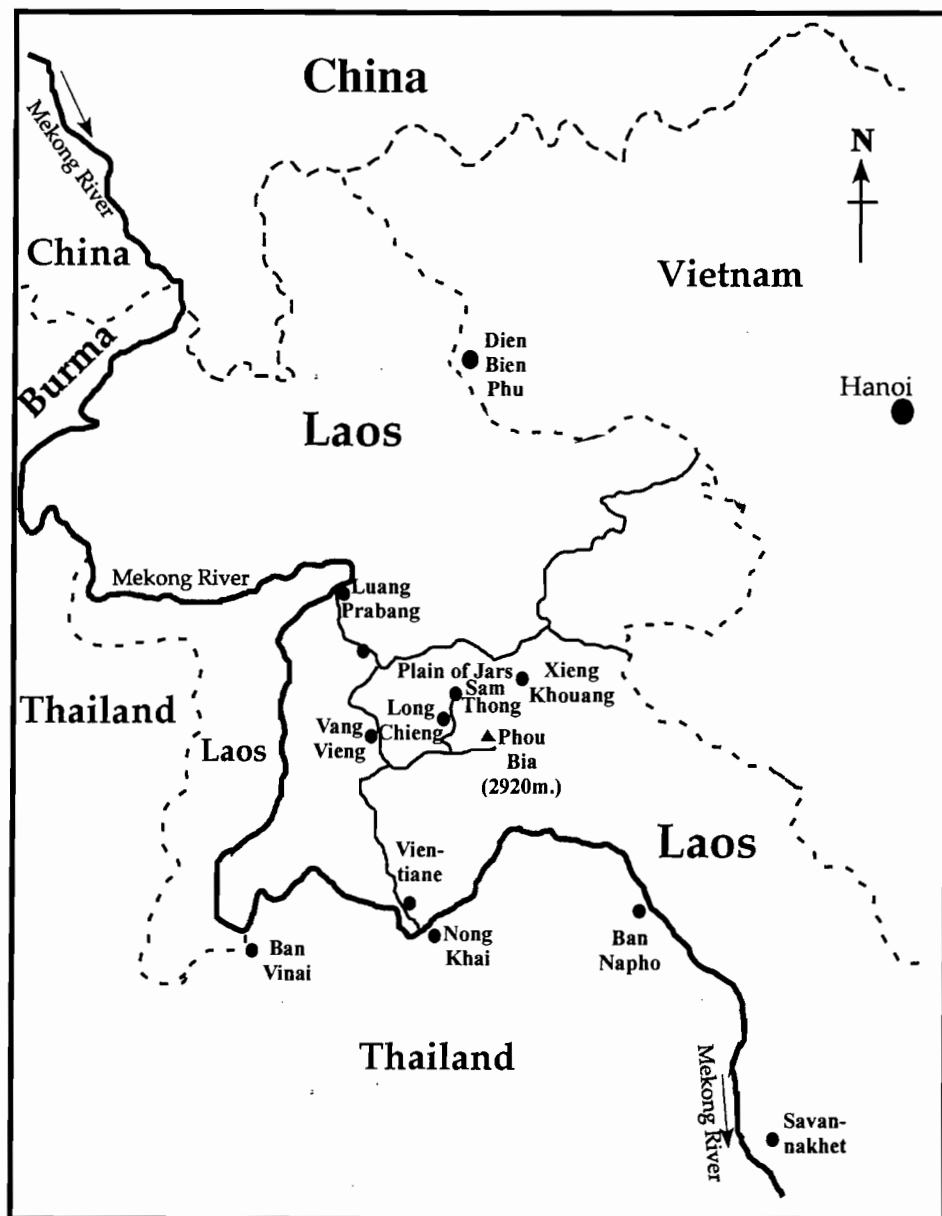 China
Mekong River
N
China
Vietnam
Burma
Dien
Bien
Phu
Hanoi
Laos
Mekong River
Luang
Prabang
Plain of Jars
Xieng
Khouang
Sam
Thong
Thailand
Long
Chieng
Vang
Vieng
Laos
Phou
Bia
(2920m.)
Laos
Vien-
tiane
Ban
Vinai
Nong
Khai
Ban
Napho
Thailand
Mekong River
Mekong River
Savan-
nakhet